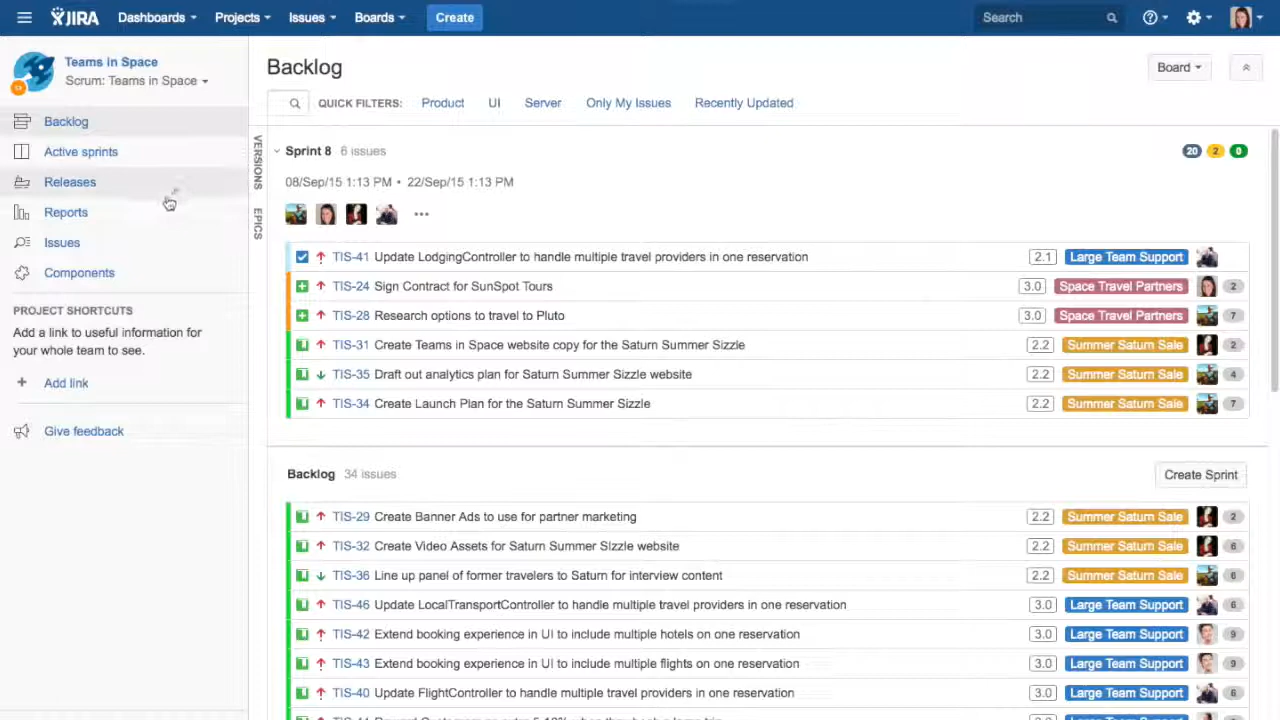 JIRA Dashboards Projects Issues Boards Create Search
Teams in Space
Scrum: Teams in Space
Backlog
Active sprints
Releases
Reports
Issues
Components
PROJECT SHORTCUTS
Add a link to useful information for
your whole team to see.
+ Add link
Give feedback
VERSIONS
EPICS
Backlog
Board
QUICK FILTERS: Product UI Server Only My Issues Recently Updated
Sprint 8 6 issues 20 2 0
08/Sep/15 1:13 PM • 22/Sep/15 1:13 PM
•••
TIS-41 Update LodgingController to handle multiple travel providers in one reservation 2.1 Large Team Support
TIS-24 Sign Contract for SunSpot Tours 3.0 Space Travel Partners 2
TIS-28 Research options to travel to Pluto 3.0 Space Travel Partners 7
TIS-31 Create Teams in Space website copy for the Saturn Summer Sizzle 2.2 Summer Saturn Sale 2
TIS-35 Draft out analytics plan for Saturn Summer Sizzle website 2.2 Summer Saturn Sale 4
TIS-34 Create Launch Plan for the Saturn Summer Sizzle 2.2 Summer Saturn Sale 7
Backlog 34 issues Create Sprint
TIS-29 Create Banner Ads to use for partner marketing 2.2 Summer Saturn Sale 2
TIS-32 Create Video Assets for Saturn Summer SIzzle website 2.2 Summer Saturn Sale 6
TIS-36 Line up panel of former travelers to Saturn for interview content 2.2 Summer Saturn Sale 6
TIS-46 Update LocalTransportController to handle multiple travel providers in one reservation 3.0 Large Team Support 6
TIS-42 Extend booking experience in UI to include multiple hotels on one reservation 3.0 Large Team Support 9
TIS-43 Extend booking experience in UI to include multiple flights on one reservation 3.0 Large Team Support 9
TIS-40 Update FlightController to handle multiple travel providers in one reservation 3.0 Large Team Support 6